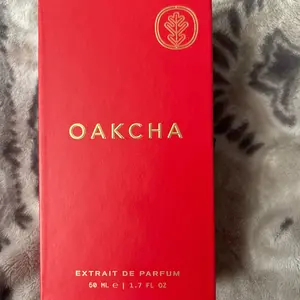 OAKCHA
EXTRAIT DE PARFUM
50 ML ℮ | 1.7 FL OZ